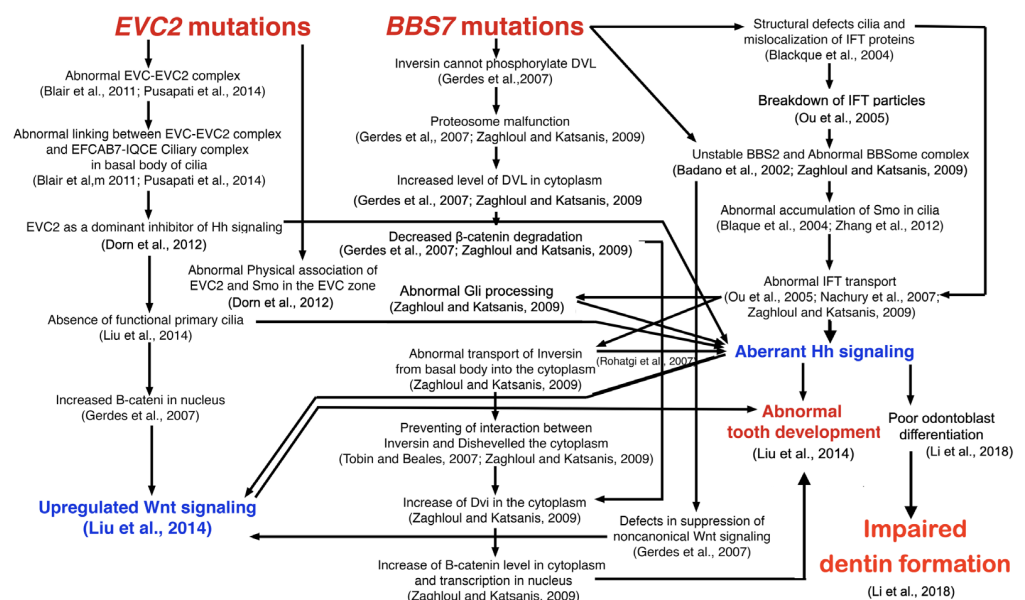 EVC2 mutations
Abnormal EVC-EVC2 complex
(Blair et al., 2011; Pusapati et al., 2014)
Abnormal linking between EVC-EVC2 complex
and EFCAB7-IQCE Ciliary complex
in basal body of cilia
(Blair et al,m 2011; Pusapati et al., 2014)
EVC2 as a dominant inhibitor of Hh signaling
(Dorn et al., 2012)
Abnormal Physical association of
EVC2 and Smo in the EVC zone
(Dorn et al., 2012)
Absence of functional primary cilia
(Liu et al., 2014)
Increased B-cateni in nucleus
(Gerdes et al., 2007)
Upregulated Wnt signaling
(Liu et al., 2014)
BBS7 mutations
Inversin cannot phosphorylate DVL
(Gerdes et al.,2007)
Proteosome malfunction
(Gerdes et al,, 2007; Zaghloul and Katsanis, 2009)
Increased level of DVL in cytoplasm
(Gerdes et al., 2007; Zaghloul and Katsanis, 2009
Decreased β-catenin degradation
(Gerdes et al., 2007; Zaghloul and Katsanis, 2009)
Abnormal Gli processing
(Zaghloul and Katsanis, 2009)
Abnormal transport of Inversin
from basal body into the cytoplasm
(Zaghloul and Katsanis, 2009)
(Rohatgi et al., 2007)
Preventing of interaction between
Inversin and Dishevelled the cytoplasm
(Tobin and Beales, 2007; Zaghloul and Katsanis, 2009)
Increase of Dvi in the cytoplasm
(Zaghloul and Katsanis, 2009)
Increase of B-catenin level in cytoplasm
and transcription in nucleus
(Zaghloul and Katsanis, 2009)
Defects in suppression of
noncanonical Wnt signaling
(Gerdes et al., 2007)
Structural defects cilia and
mislocalization of IFT proteins
(Blackque et al., 2004)
Breakdown of IFT particles
(Ou et al., 2005)
Unstable BBS2 and Abnormal BBSome complex
(Badano et al., 2002; Zaghloul and Katsanis, 2009)
Abnormal accumulation of Smo in cilia
(Blaque et al., 2004; Zhang et al., 2012)
Abnormal IFT transport
(Ou et al., 2005; Nachury et al., 2007;
Zaghloul and Katsanis, 2009)
Aberrant Hh signaling
Abnormal
tooth development
(Liu et al., 2014)
Poor odontoblast
differentiation
(Li et al., 2018)
Impaired
dentin formation
(Li et al., 2018)